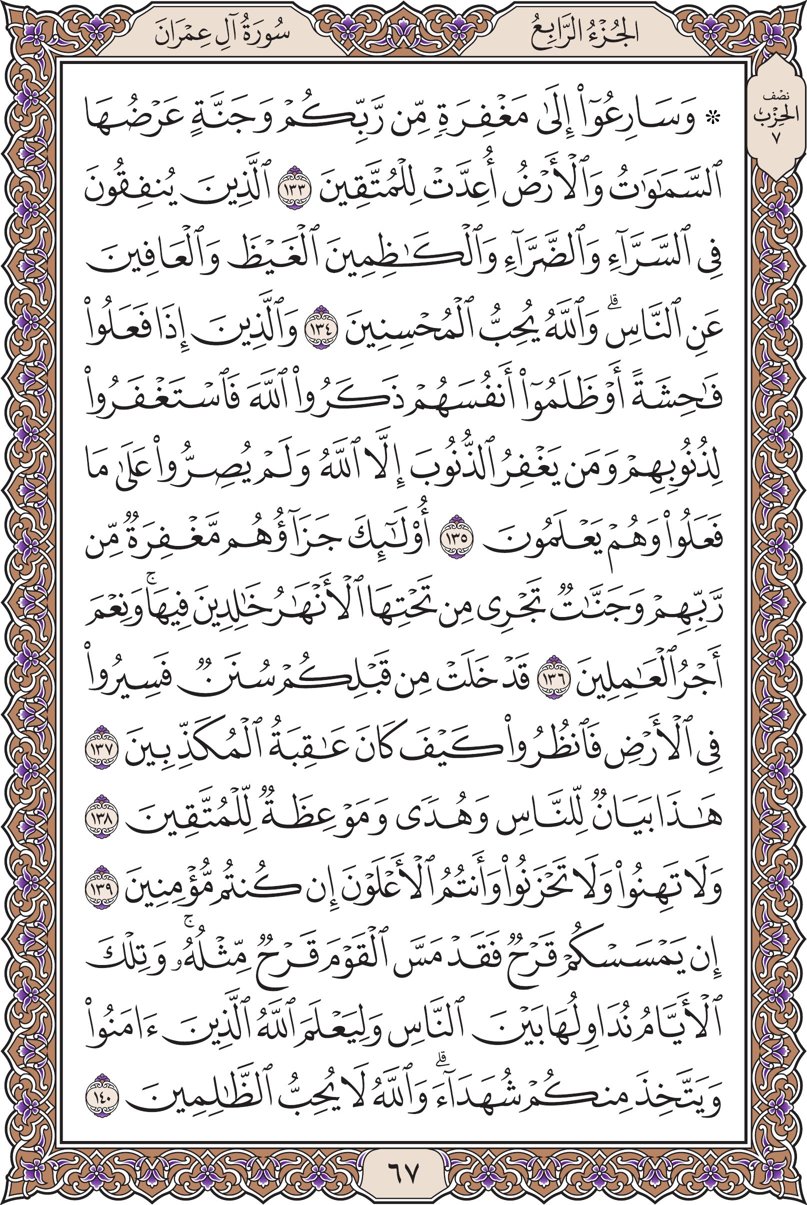 الجُزْءُ الرَّابِعُ
سُورَةُ آلِ عِمْرَانَ
نصف
الحِزْب
٧
* وَسَارِعُوٓا۟ إِلَىٰ مَغْفِرَةٍ مِّن رَّبِّكُمْ وَجَنَّةٍ عَرْضُهَا
ٱلسَّمَٰوَٰتُ وَٱلْأَرْضُ أُعِدَّتْ لِلْمُتَّقِينَ ١٣٣ ٱلَّذِينَ يُنفِقُونَ
فِى ٱلسَّرَّآءِ وَٱلضَّرَّآءِ وَٱلْكَٰظِمِينَ ٱلْغَيْظَ وَٱلْعَافِينَ
عَنِ ٱلنَّاسِ ۗ وَٱللَّهُ يُحِبُّ ٱلْمُحْسِنِينَ ١٣٤ وَٱلَّذِينَ إِذَا فَعَلُوا۟
فَٰحِشَةً أَوْ ظَلَمُوٓا۟ أَنفُسَهُمْ ذَكَرُوا۟ ٱللَّهَ فَٱسْتَغْفَرُوا۟
لِذُنُوبِهِمْ وَمَن يَغْفِرُ ٱلذُّنُوبَ إِلَّا ٱللَّهُ وَلَمْ يُصِرُّوا۟ عَلَىٰ مَا
فَعَلُوا۟ وَهُمْ يَعْلَمُونَ ١٣٥ أُو۟لَٰٓئِكَ جَزَآؤُهُم مَّغْفِرَةٌ مِّن
رَّبِّهِمْ وَجَنَّٰتٌ تَجْرِى مِن تَحْتِهَا ٱلْأَنْهَٰرُ خَٰلِدِينَ فِيهَا ۚ وَنِعْمَ
أَجْرُ ٱلْعَٰمِلِينَ ١٣٦ قَدْ خَلَتْ مِن قَبْلِكُمْ سُنَنٌ فَسِيرُوا۟
فِى ٱلْأَرْضِ فَٱنظُرُوا۟ كَيْفَ كَانَ عَٰقِبَةُ ٱلْمُكَذِّبِينَ ١٣٧
هَٰذَا بَيَانٌ لِّلنَّاسِ وَهُدًى وَمَوْعِظَةٌ لِّلْمُتَّقِينَ ١٣٨
وَلَا تَهِنُوا۟ وَلَا تَحْزَنُوا۟ وَأَنتُمُ ٱلْأَعْلَوْنَ إِن كُنتُم مُّؤْمِنِينَ ١٣٩
إِن يَمْسَسْكُمْ قَرْحٌ فَقَدْ مَسَّ ٱلْقَوْمَ قَرْحٌ مِّثْلُهُۥ ۚ وَتِلْكَ
ٱلْأَيَّامُ نُدَاوِلُهَا بَيْنَ ٱلنَّاسِ وَلِيَعْلَمَ ٱللَّهُ ٱلَّذِينَ ءَامَنُوا۟
وَيَتَّخِذَ مِنكُمْ شُهَدَآءَ ۗ وَٱللَّهُ لَا يُحِبُّ ٱلظَّٰلِمِينَ ١٤٠
٦٧